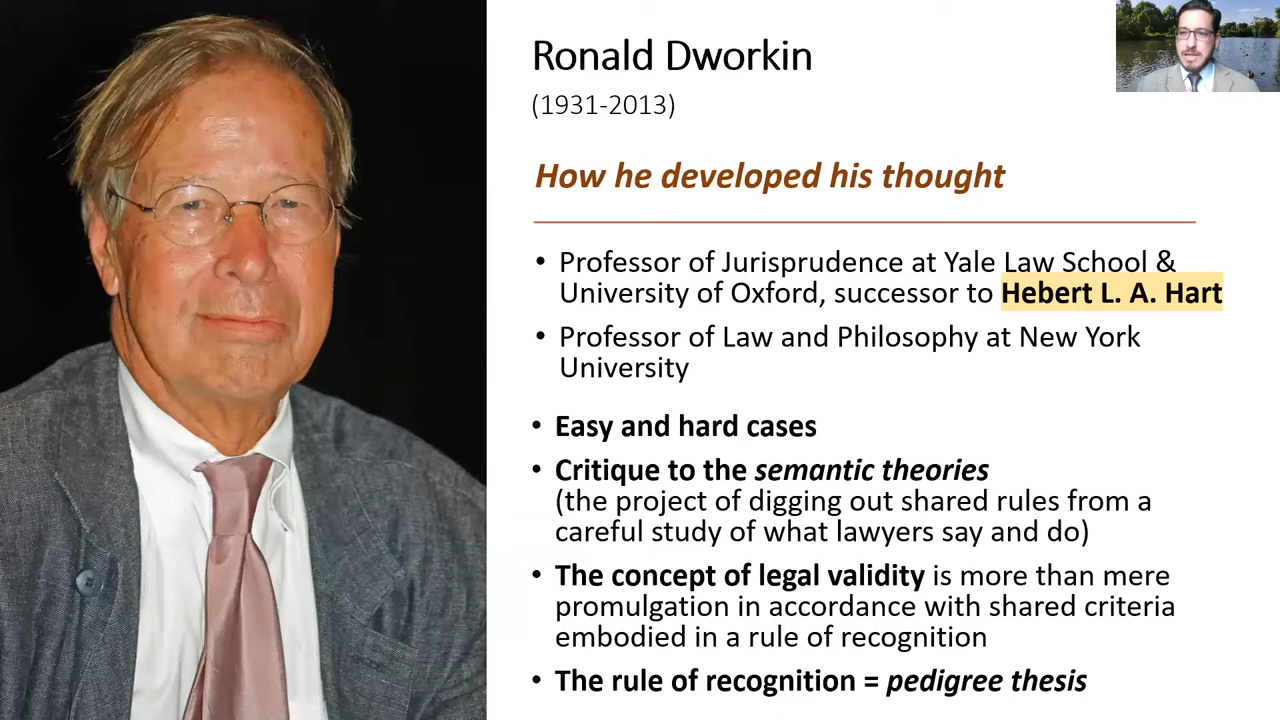 Ronald Dworkin
(1931-2013)
How he developed his thought
• Professor of Jurisprudence at Yale Law School &
University of Oxford, successor to Hebert L. A. Hart
• Professor of Law and Philosophy at New York
University
• Easy and hard cases
• Critique to the semantic theories
(the project of digging out shared rules from a
careful study of what lawyers say and do)
• The concept of legal validity is more than mere
promulgation in accordance with shared criteria
embodied in a rule of recognition
• The rule of recognition = pedigree thesis